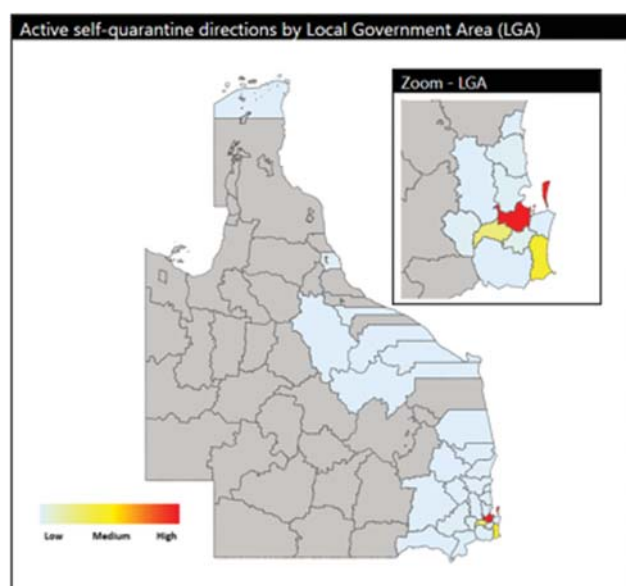 Active self-quarantine directions by Local Government Area (LGA)
Zoom - LGA
Low Medium High